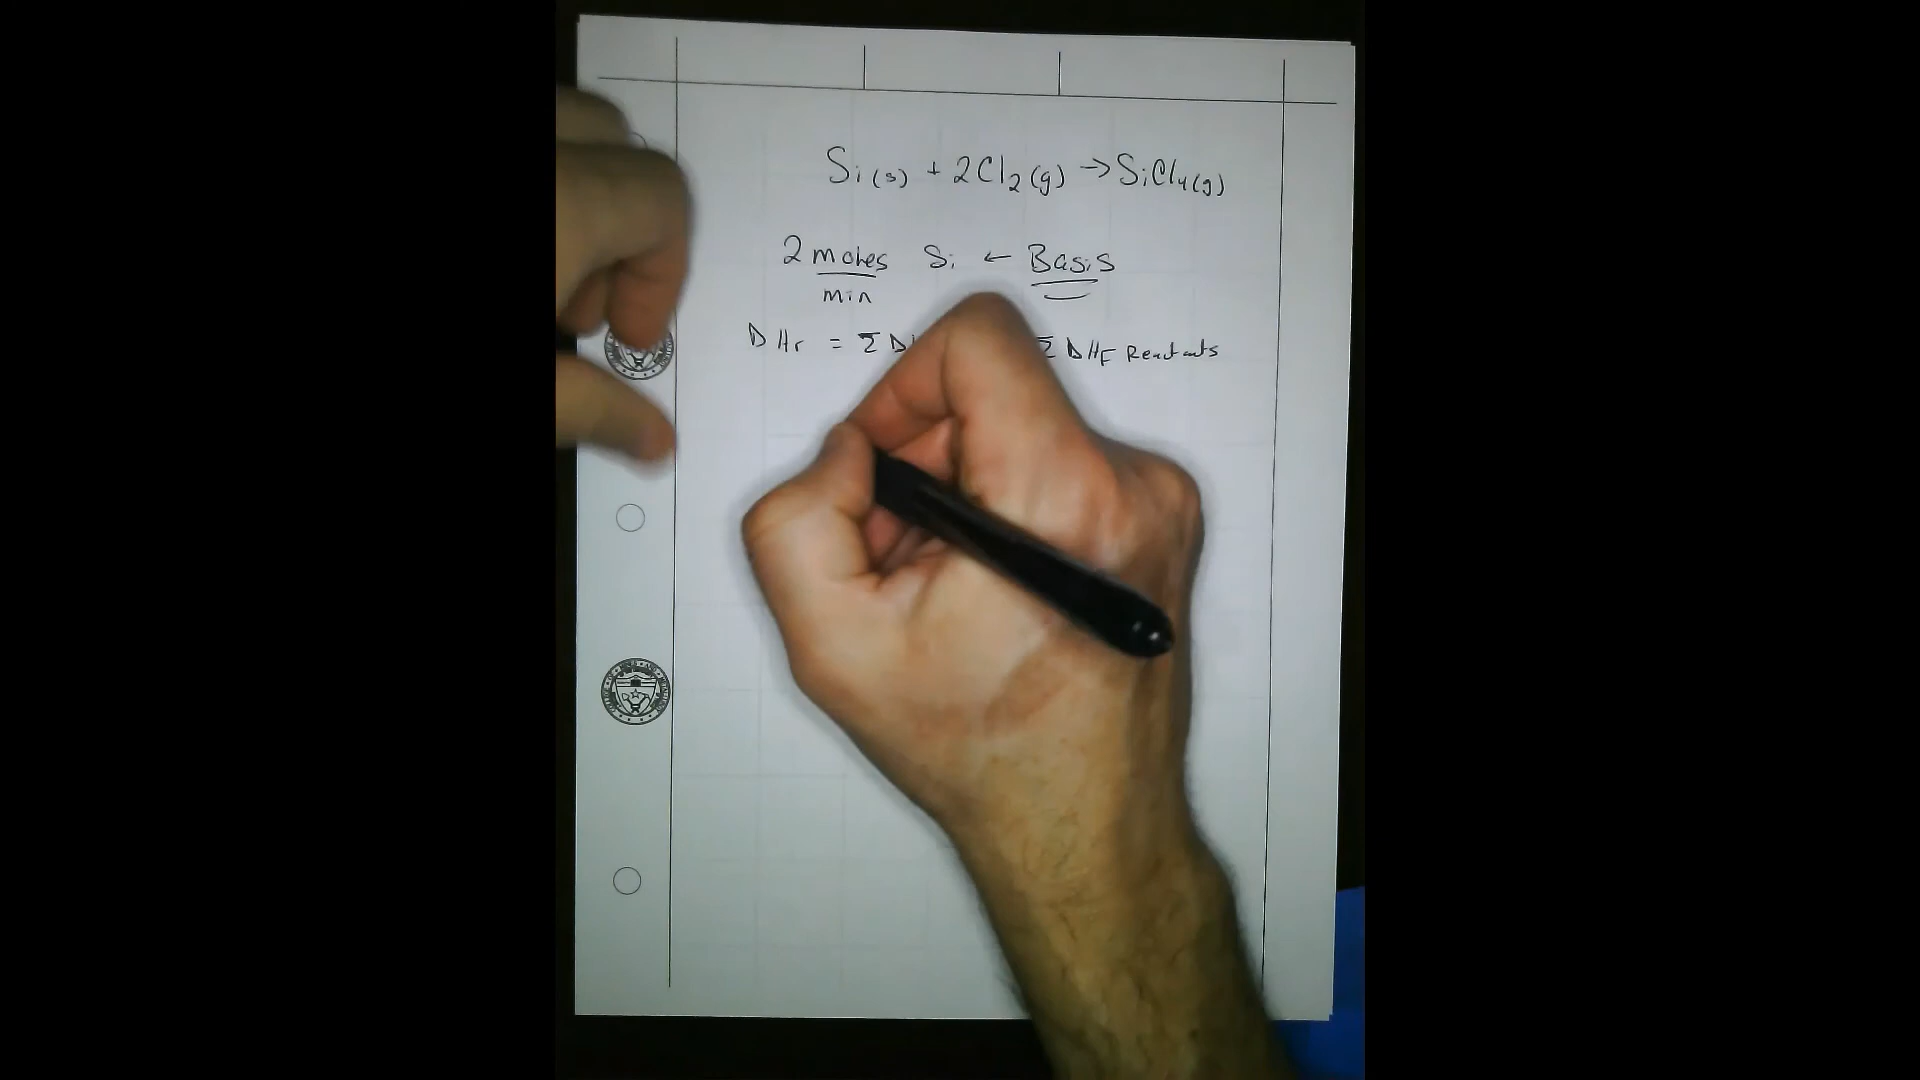 Si(s) + 2Cl2(g) → SiCl4(g)
2 moles Si ← Basis
min
ΔHr = Σ Δ Σ ΔHF Reactants